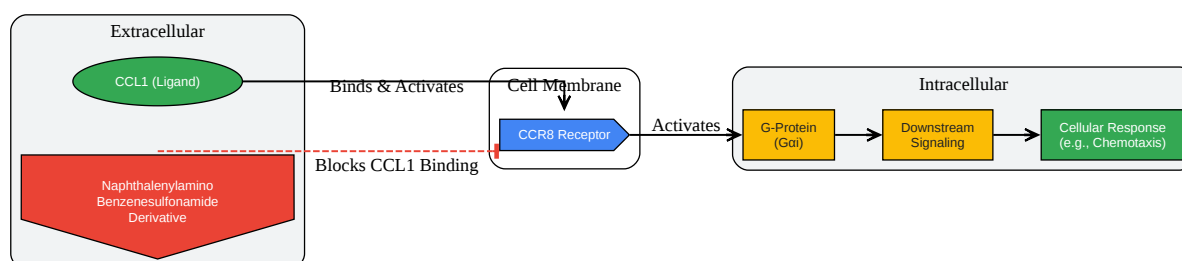 Extracellular
CCL1 (Ligand)
Binds & Activates
Cell Membrane
CCR8 Receptor
Blocks CCL1 Binding
Naphthalenylamino
Benzenesulfonamide
Derivative
Activates
Intracellular
G-Protein
(Gαi)
Downstream
Signaling
Cellular Response
(e.g., Chemotaxis)